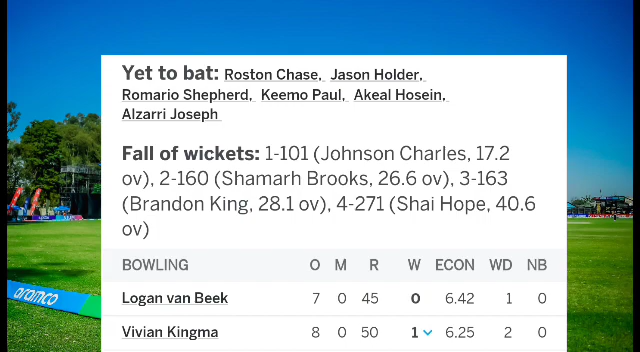 Yet to bat: Roston Chase, Jason Holder,
Romario Shepherd, Keemo Paul, Akeal Hosein,
Alzarri Joseph
Fall of wickets: 1-101 (Johnson Charles, 17.2
ov), 2-160 (Shamarh Brooks, 26.6 ov), 3-163
(Brandon King, 28.1 ov), 4-271 (Shai Hope, 40.6
ov)
BOWLING O M R W ECON WD NB
Logan van Beek 7 0 45 0 6.42 1 0
Vivian Kingma 8 0 50 1 6.25 2 0
aramco